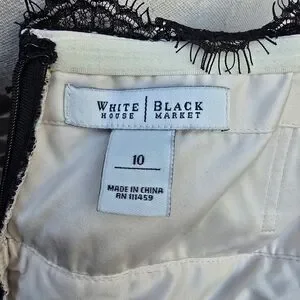 WHITE | BLACK
HOUSE | MARKET
10
MADE IN CHINA
RN 111459